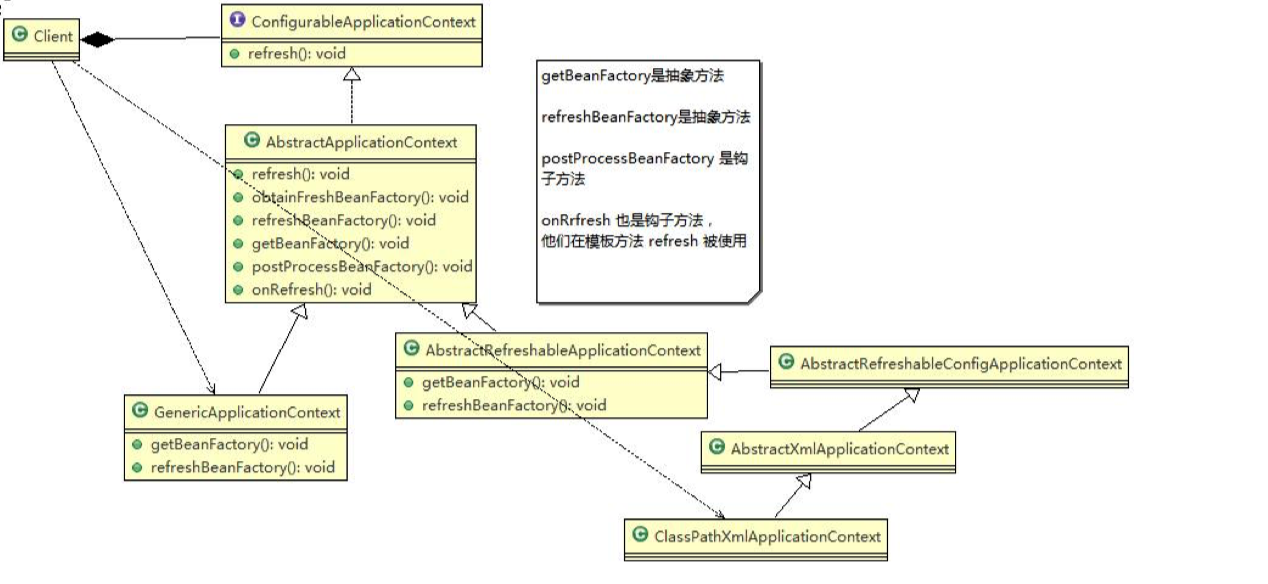 Client
ConfigurableApplicationContext
refresh(): void
getBeanFactory是抽象方法
refreshBeanFactory是抽象方法
postProcessBeanFactory 是钩
子方法
onRrfresh 也是钩子方法，
他们在模板方法 refresh 被使用
AbstractApplicationContext
refresh(): void
obtainFreshBeanFactory(): void
refreshBeanFactory(): void
getBeanFactory(): void
postProcessBeanFactory(): void
onRefresh(): void
AbstractRefreshableApplicationContext
getBeanFactory(): void
refreshBeanFactory(): void
AbstractRefreshableConfigApplicationContext
GenericApplicationContext
getBeanFactory(): void
refreshBeanFactory(): void
AbstractXmlApplicationContext
ClassPathXmlApplicationContext